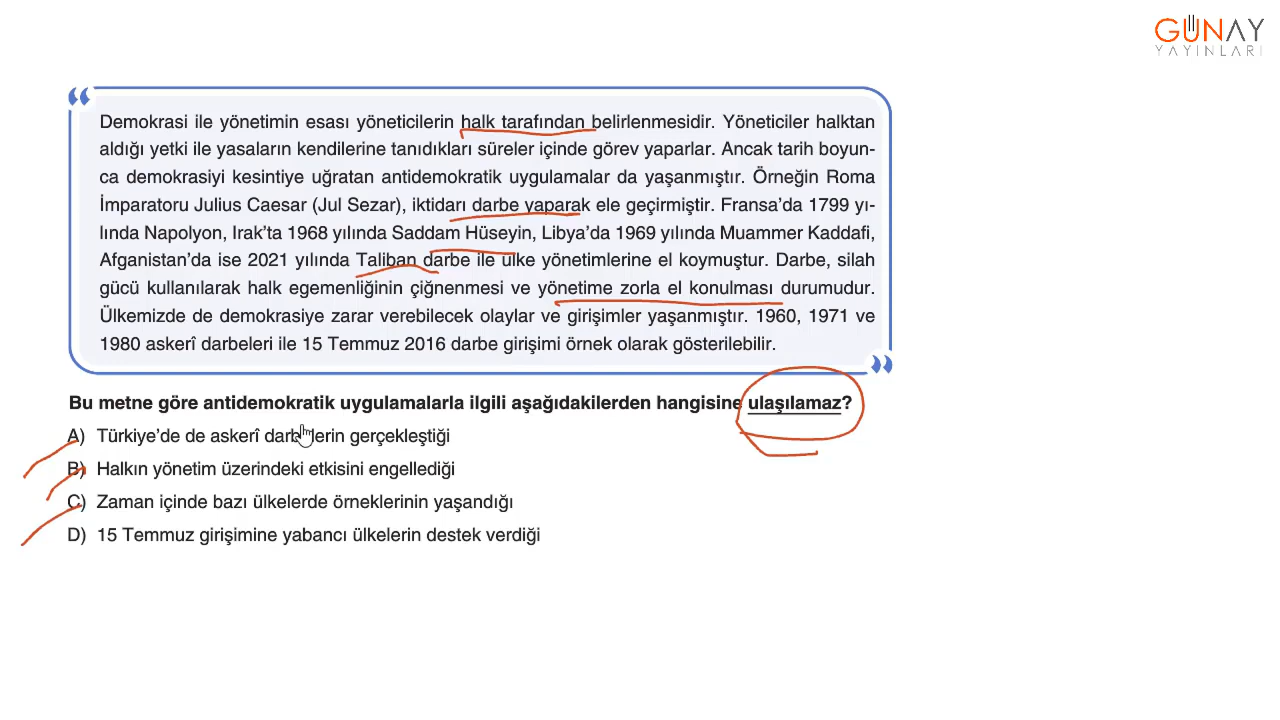 GÜNAY
YAYINLARI
Demokrasi ile yönetimin esası yöneticilerin halk tarafından belirlenmesidir. Yöneticiler halktan
aldığı yetki ile yasaların kendilerine tanıdıkları süreler içinde görev yaparlar. Ancak tarih boyun-
ca demokrasiyi kesintiye uğratan antidemokratik uygulamalar da yaşanmıştır. Örneğin Roma
İmparatoru Julius Caesar (Jul Sezar), iktidarı darbe yaparak ele geçirmiştir. Fransa'da 1799 yı-
lında Napolyon, Irak'ta 1968 yılında Saddam Hüseyin, Libya'da 1969 yılında Muammer Kaddafi,
Afganistan'da ise 2021 yılında Taliban darbe ile ülke yönetimlerine el koymuştur. Darbe, silah
gücü kullanılarak halk egemenliğinin çiğnenmesi ve yönetime zorla el konulması durumudur.
Ülkemizde de demokrasiye zarar verebilecek olaylar ve girişimler yaşanmıştır. 1960, 1971 ve
1980 askerî darbeleri ile 15 Temmuz 2016 darbe girişimi örnek olarak gösterilebilir.
Bu metne göre antidemokratik uygulamalarla ilgili aşağıdakilerden hangisine ulaşılamaz?
A) Türkiye'de de askerî darbelerin gerçekleştiği
B) Halkın yönetim üzerindeki etkisini engellediği
C) Zaman içinde bazı ülkelerde örneklerinin yaşandığı
D) 15 Temmuz girişimine yabancı ülkelerin destek verdiği